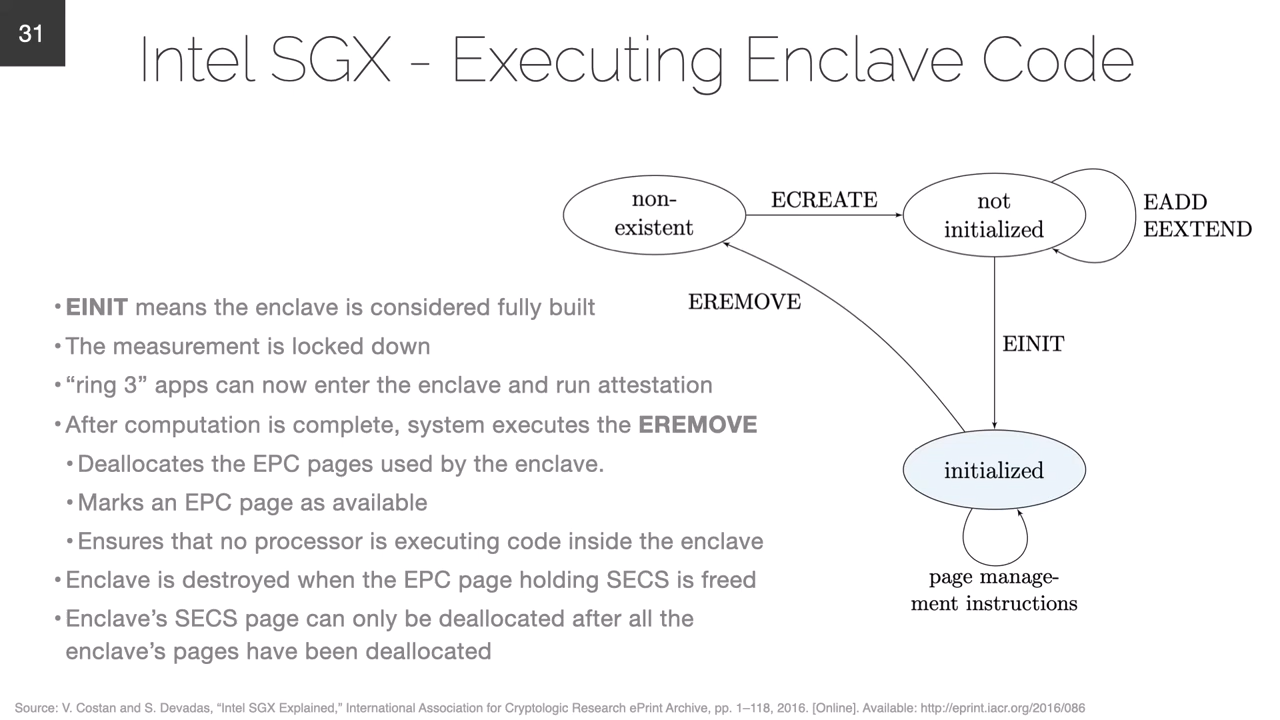 31
Intel SGX - Executing Enclave Code
non-
existent
ECREATE
not
initialized
EADD
EEXTEND
EREMOVE
EINIT
initialized
page manage-
ment instructions
•EINIT means the enclave is considered fully built
•The measurement is locked down
•“ring 3” apps can now enter the enclave and run attestation
•After computation is complete, system executes the EREMOVE
•Deallocates the EPC pages used by the enclave.
•Marks an EPC page as available
•Ensures that no processor is executing code inside the enclave
•Enclave is destroyed when the EPC page holding SECS is freed
•Enclave’s SECS page can only be deallocated after all the
enclave’s pages have been deallocated
Source: V. Costan and S. Devadas, “Intel SGX Explained,” International Association for Cryptologic Research ePrint Archive, pp. 1–118, 2016. [Online]. Available: http://eprint.iacr.org/2016/086